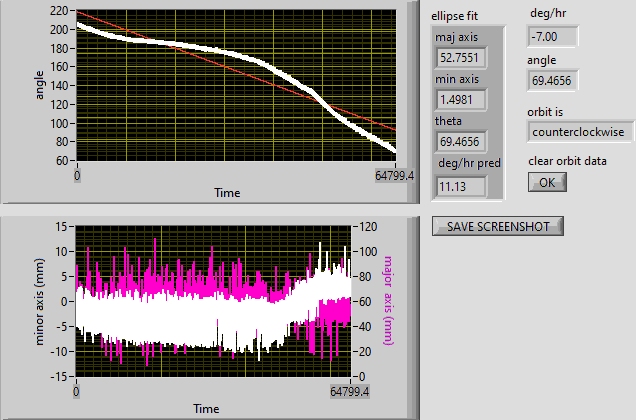 220
200
180
160
140
120
100
80
60
angle
0
64799.4
Time
ellipse fit
maj axis
52.7551
min axis
1.4981
theta
69.4656
deg/hr pred
11.13
deg/hr
-7.00
angle
69.4656
orbit is
counterclockwise
clear orbit data
OK
SAVE SCREENSHOT
15
10
5
0
-5
-10
-15
minor axis (mm)
120
100
80
60
40
20
0
major axis (mm)
0
64799.4
Time